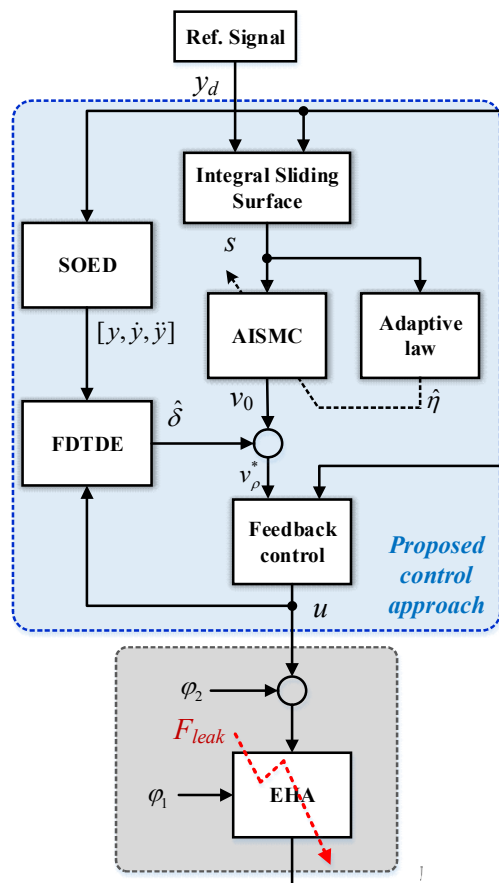 Ref. Signal
y_d
Integral Sliding
Surface
s
SOED
[y, ẏ, ÿ]
AISMC
Adaptive
law
v_0
η̂
δ̂
FDTDE
v_ρ^*
Feedback
control
Proposed
control
approach
u
φ_2
F_leak
φ_1
EHA